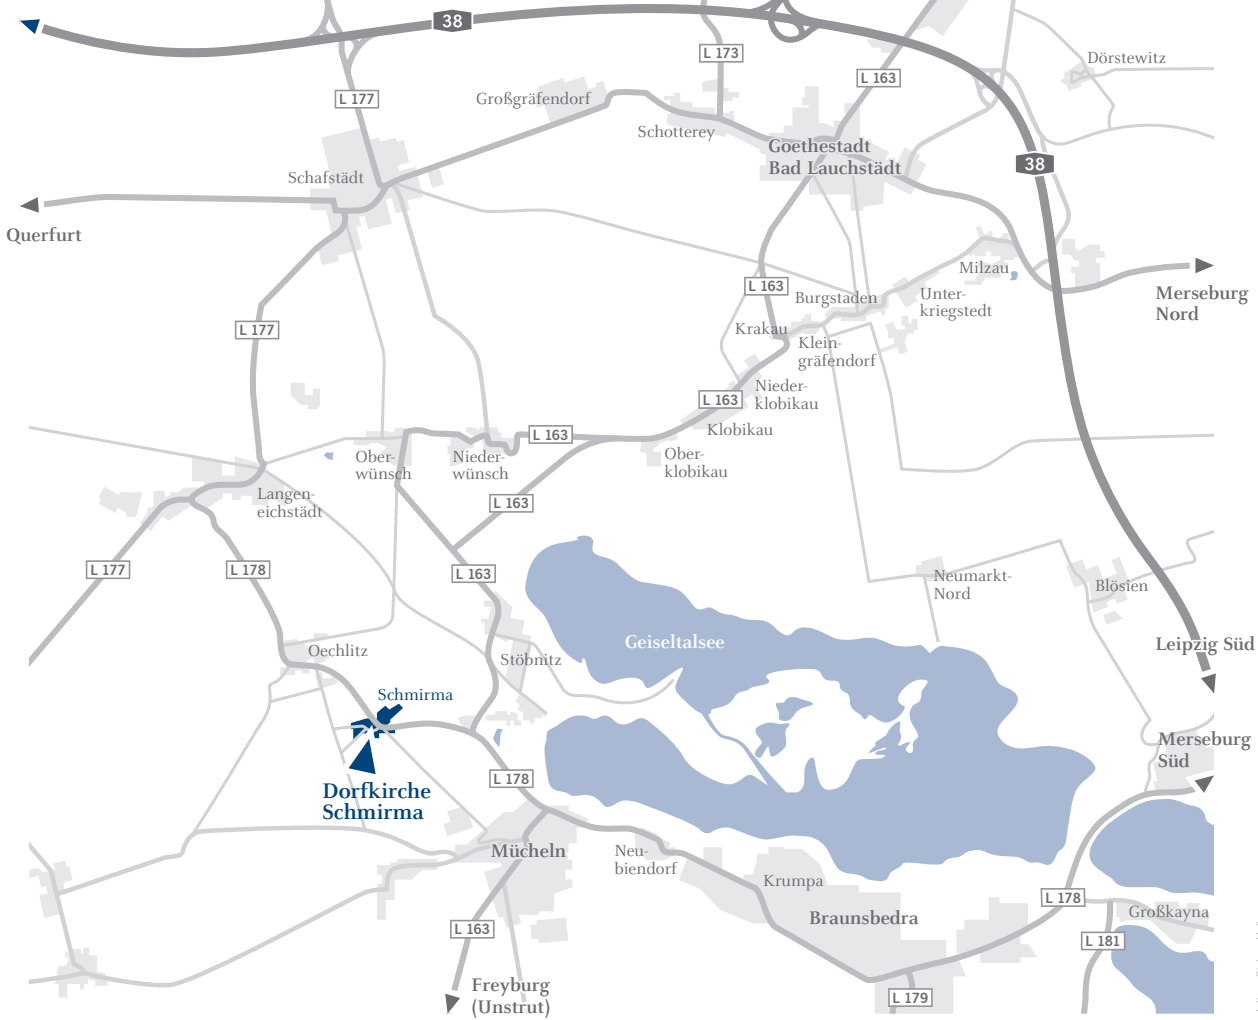 38
L 173
Dörstewitz
L 163
L 177
Großgräfendorf
Schotterey
Goethestadt
Bad Lauchstädt
38
Schafstädt
Querfurt
Milzau
Merseburg
Nord
L 163
Burgstaden
Unter-
kriegstedt
L 177
Krakau
Klein-
gräfendorf
Nieder-
klobikau
L 163
Klobikau
L 163
Ober-
wünsch
Nieder-
wünsch
Ober-
klobikau
Langen-
eichstädt
L 163
L 177
L 178
L 163
Neumarkt-
Nord
Blösien
Geiseltalsee
Leipzig Süd
Oechlitz
Stöbnitz
Schmirma
Merseburg
Süd
L 178
Dorfkirche
Schmirma
Mücheln
Neu-
biendorf
Krumpa
Braunsbedra
L 178
Großkayna
L 163
L 181
Freyburg
(Unstrut)
L 179